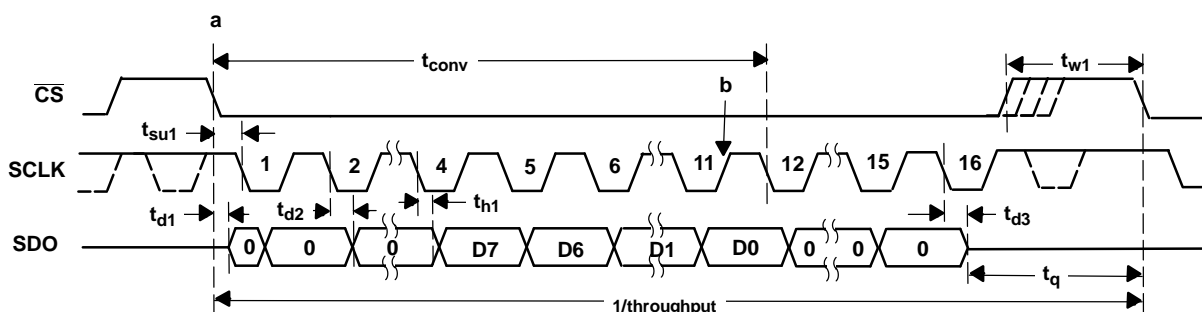 a
t_conv
t_w1
CS
b
t_su1
1 2 4 5 6 11 12 15 16
SCLK
t_d1 t_d2 t_h1 t_d3
SDO
0 0 0 D7 D6 D1 D0 0 0 0
t_q
1/throughput